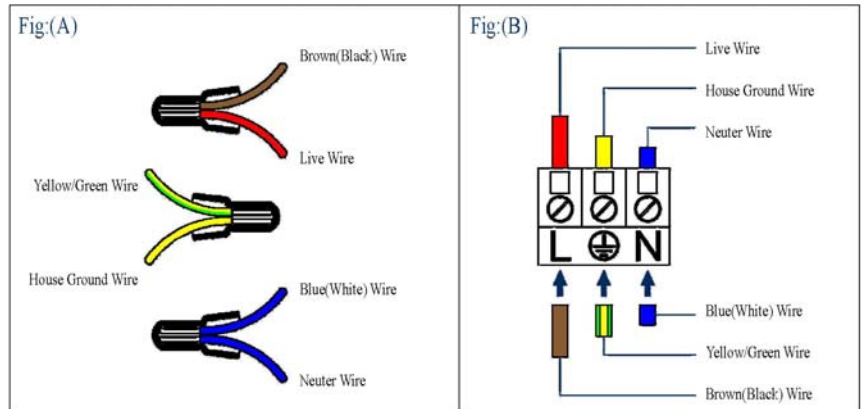 Fig:(A)
Brown(Black) Wire
Live Wire
Yellow/Green Wire
House Ground Wire
Blue(White) Wire
Neuter Wire
Fig:(B)
Live Wire
House Ground Wire
Neuter Wire
L N
Blue(White) Wire
Yellow/Green Wire
Brown(Black) Wire